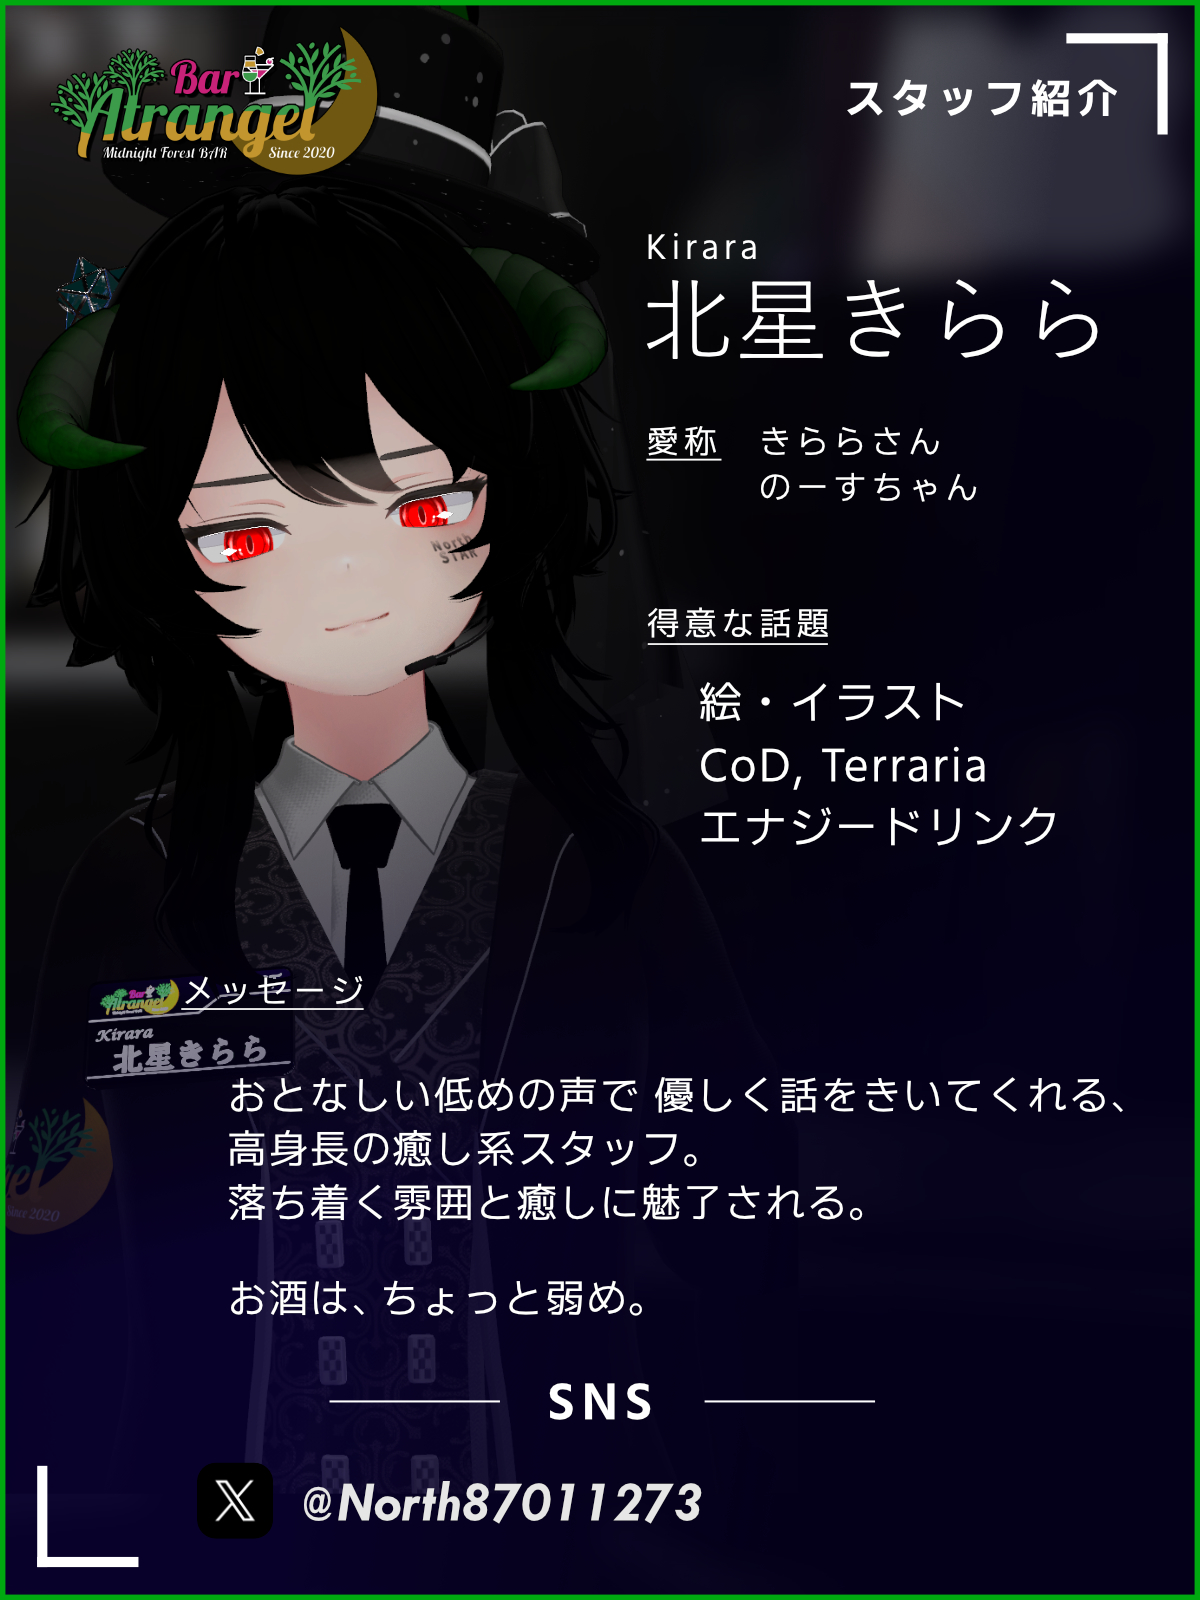 Bar
Atrangel
Midnight Forest BAR Since 2020
スタッフ紹介
Kirara
北星きらら
愛称 きららさん
のーすちゃん
North
STAR
得意な話題
絵・イラスト
CoD, Terraria
エナジードリンク
Bar
Atrangel
Kirara
北星きらら
メッセージ
おとなしい低めの声で 優しく話をきいてくれる、
高身長の癒し系スタッフ。
落ち着く雰囲と癒しに魅了される。
お酒は、ちょっと弱め。
Since 2020
SNS
@North87011273